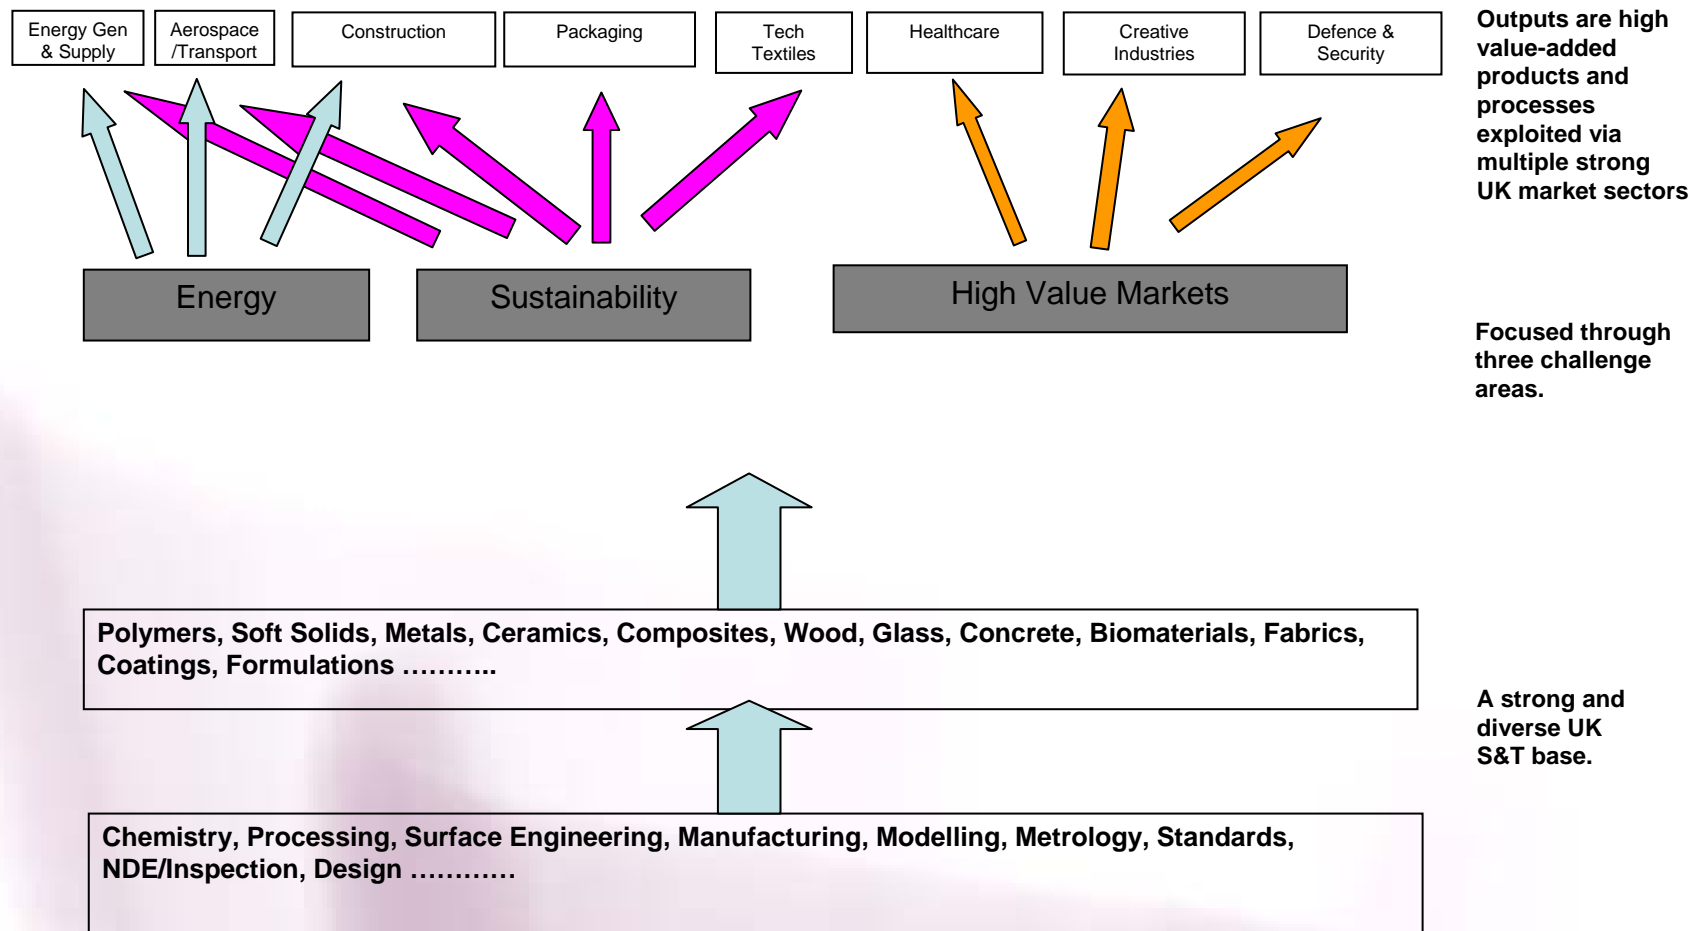 Energy Gen
& Supply
Aerospace
/Transport
Construction
Packaging
Tech
Textiles
Healthcare
Creative
Industries
Defence &
Security
Outputs are high
value-added
products and
processes
exploited via
multiple strong
UK market sectors
Energy
Sustainability
High Value Markets
Focused through
three challenge
areas.
Polymers, Soft Solids, Metals, Ceramics, Composites, Wood, Glass, Concrete, Biomaterials, Fabrics,
Coatings, Formulations ………..
A strong and
diverse UK
S&T base.
Chemistry, Processing, Surface Engineering, Manufacturing, Modelling, Metrology, Standards,
NDE/Inspection, Design …………